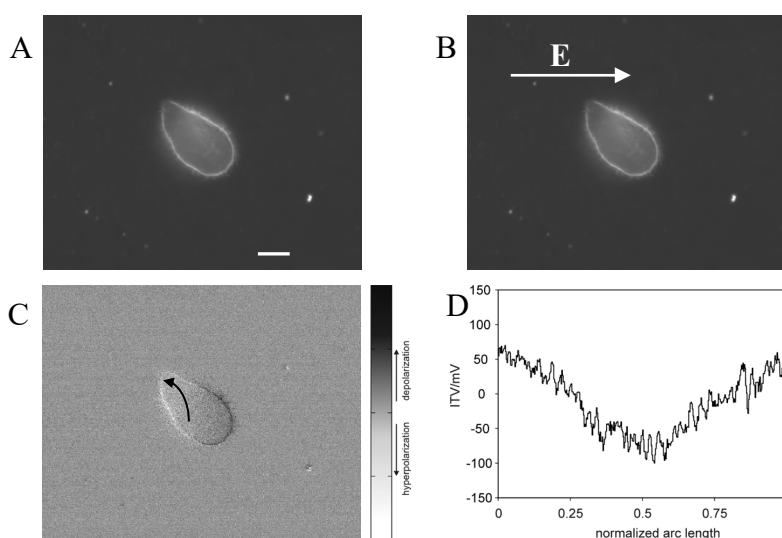 A
B
E
C
depolarization
hyperpolarization
D
150
100
50
0
-50
-100
-150
ITV/mV
0
0.25
0.5
0.75
normalized arc length